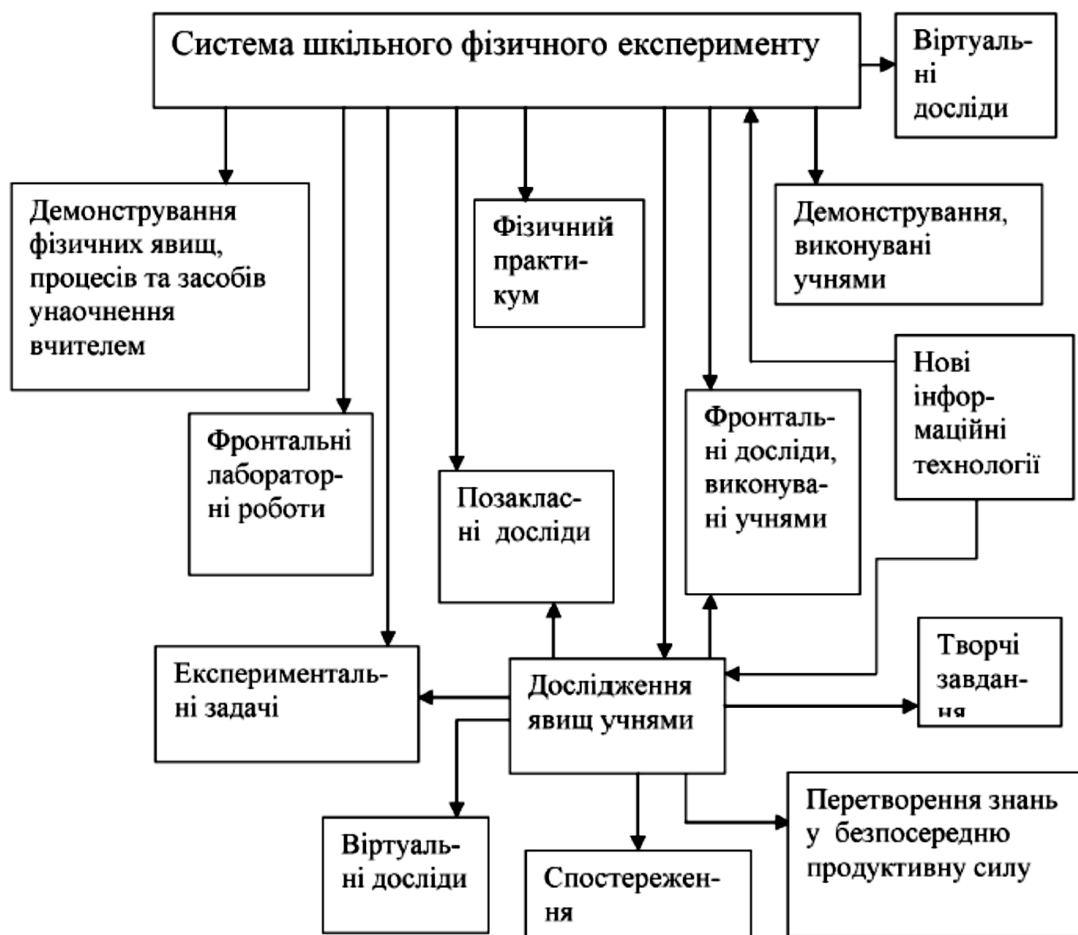 Система шкільного фізичного експерименту
Віртуаль-
ні
досліди
Демонстрування
фізичних явищ,
процесів та засобів
унаочнення
вчителем
Фізичний
практи-
кум
Демонстрування,
виконувані
учнями
Нові
інфор-
маційні
технології
Фронтальні
лаборатор-
ні роботи
Позаклас-
ні досліди
Фронталь-
ні досліди,
виконува-
ні учнями
Експерименталь-
ні задачі
Дослідження
явищ учнями
Творчі
завдан-
ня
Віртуаль-
ні досліди
Спостережен-
ня
Перетворення знань
у безпосередню
продуктивну силу